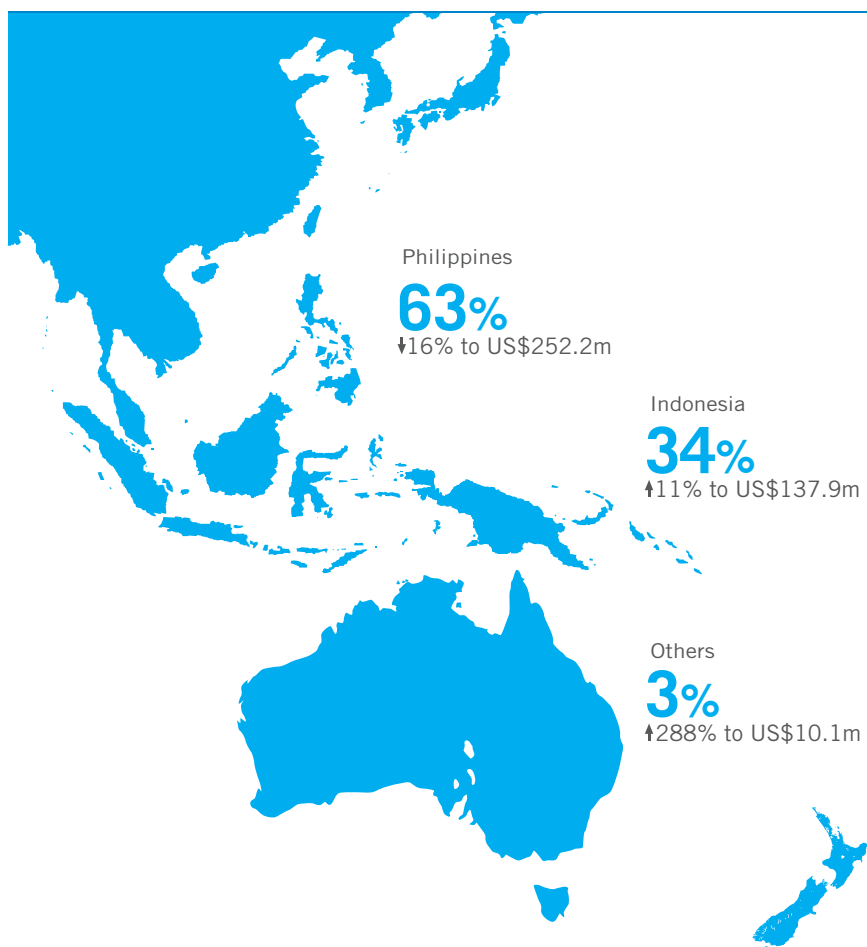 Philippines
63%
↓16% to US$252.2m
Indonesia
34%
↑11% to US$137.9m
Others
3%
↑288% to US$10.1m